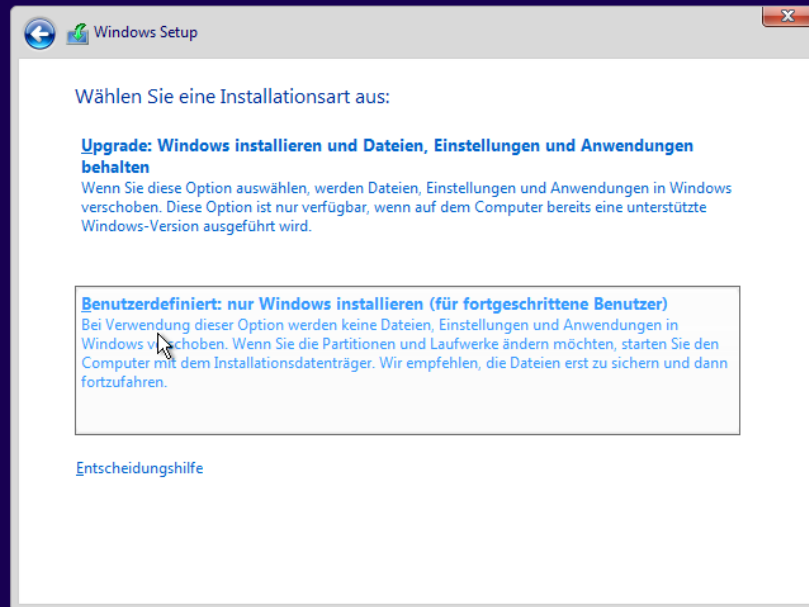 Windows Setup
Wählen Sie eine Installationsart aus:
Upgrade: Windows installieren und Dateien, Einstellungen und Anwendungen
behalten
Wenn Sie diese Option auswählen, werden Dateien, Einstellungen und Anwendungen in Windows
verschoben. Diese Option ist nur verfügbar, wenn auf dem Computer bereits eine unterstützte
Windows-Version ausgeführt wird.
Benutzerdefiniert: nur Windows installieren (für fortgeschrittene Benutzer)
Bei Verwendung dieser Option werden keine Dateien, Einstellungen und Anwendungen in
Windows verschoben. Wenn Sie die Partitionen und Laufwerke ändern möchten, starten Sie den
Computer mit dem Installationsdatenträger. Wir empfehlen, die Dateien erst zu sichern und dann
fortzufahren.
Entscheidungshilfe